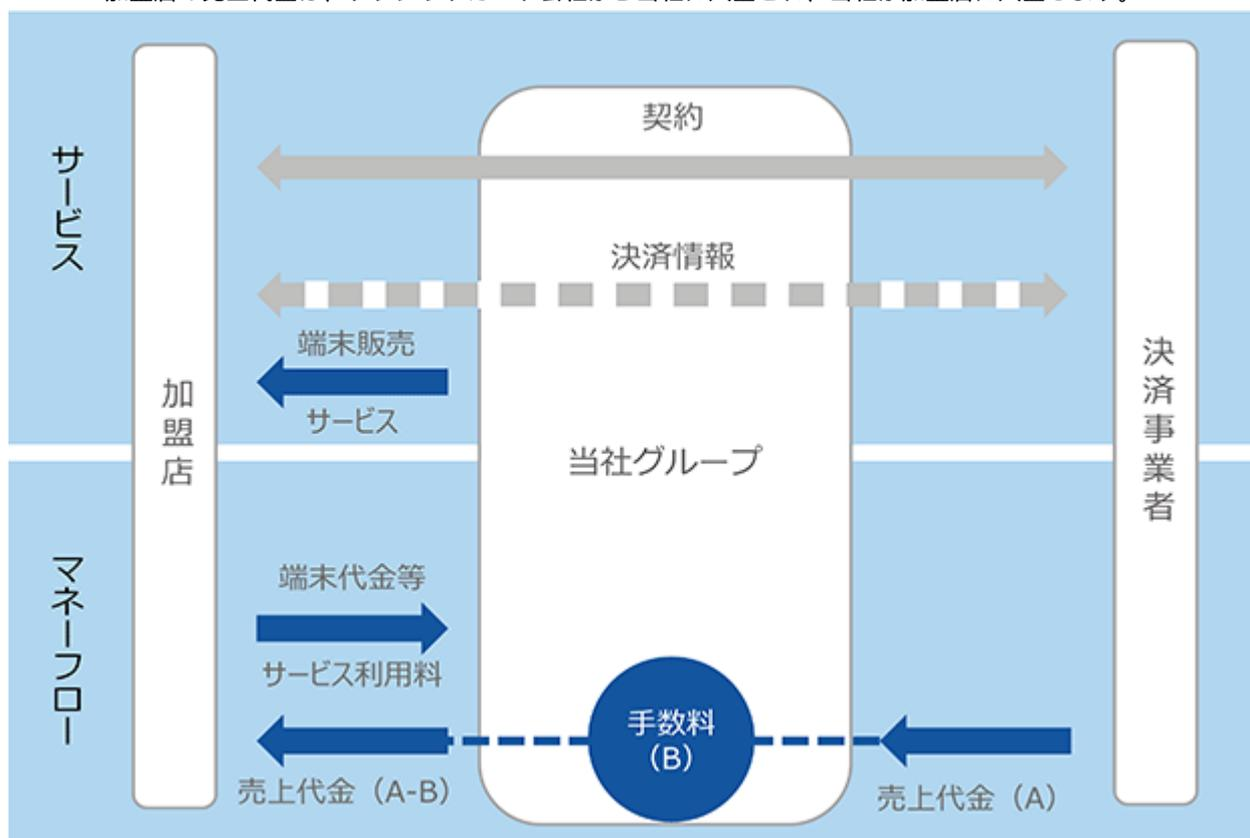 契約
サービス
決済情報
端末販売
サービス
加盟店
当社グループ
決済事業者
マネーフロー
端末代金等
サービス利用料
手数料
(B)
売上代金（A-B）
売上代金（A）